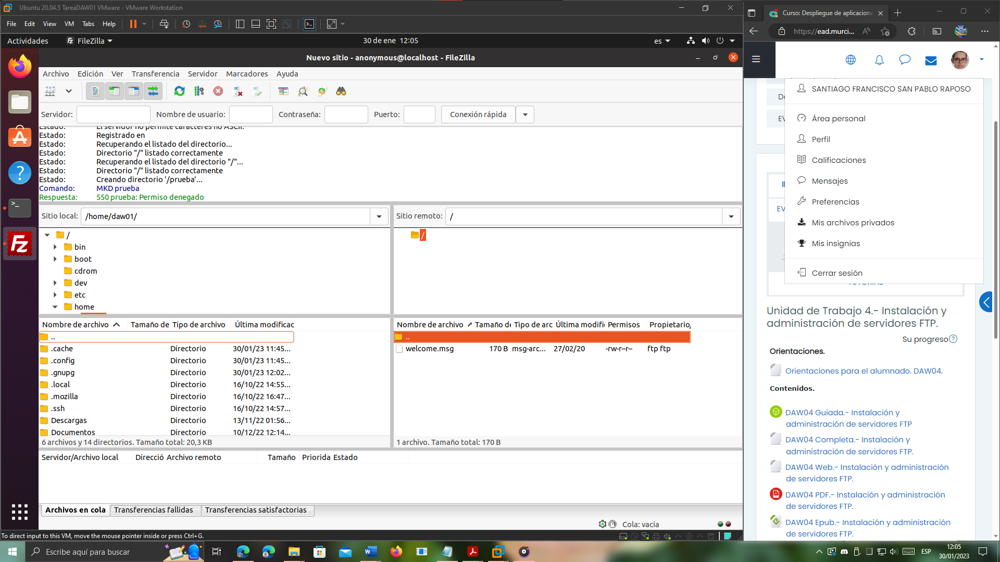 Ubuntu 20.04.5 TareaDAW01 VMware - VMware Workstation
File Edit View VM Tabs Help
Actividades FileZilla 30 de ene 12:05 es
Nuevo sitio - anonymous@localhost - FileZilla
Archivo Edición Ver Transferencia Servidor Marcadores Ayuda
Servidor: Nombre de usuario: Contraseña: Puerto: Conexión rápida
Estado: El servidor no permite caracteres no ASCII.
Estado: Registrado en
Estado: Recuperando el listado del directorio...
Estado: Directorio "/" listado correctamente
Estado: Recuperando el listado del directorio "/"...
Estado: Directorio "/" listado correctamente
Estado: Creando directorio '/prueba'...
Comando: MKD prueba
Respuesta: 550 prueba: Permiso denegado
Sitio local: /home/daw01/
/
bin
boot
cdrom
dev
etc
home
Sitio remoto: /
/
Nombre de archivo Tamaño de Tipo de archivo Última modificac
..
.cache Directorio 30/01/23 11:45...
.config Directorio 30/01/23 11:45...
.gnupg Directorio 30/01/23 12:02...
.local Directorio 16/10/22 14:55...
.mozilla Directorio 16/10/22 16:47...
.ssh Directorio 16/10/22 14:57...
Descargas Directorio 13/11/22 01:56...
Documentos Directorio 10/12/22 12:14...
6 archivos y 14 directorios. Tamaño total: 20,3 KB
Nombre de archivo Tamaño de Tipo de arc Última modifi Permisos Propietario/
..
welcome.msg 170 B msg-arc... 27/02/20 -rw-r--r-- ftp ftp
1 archivo. Tamaño total: 170 B
Servidor/Archivo local Direcció Archivo remoto Tamaño Priorida Estado
Archivos en cola Transferencias fallidas Transferencias satisfactorias
Cola: vacía
To direct input to this VM, move the mouse pointer inside or press Ctrl+G.
Curso: Despliegue de aplicacione
https://ead.murci...
SANTIAGO FRANCISCO SAN PABLO RAPOSO
Área personal
Perfil
Calificaciones
Mensajes
Preferencias
Mis archivos privados
Mis insignias
Cerrar sesión
EV
EV
Unidad de Trabajo 4.- Instalación y
administración de servidores FTP.
Su progreso
Orientaciones.
Orientaciones para el alumnado. DAW04.
Contenidos.
DAW04 Guiada.- Instalación y
administración de servidores FTP
DAW04 Completa.- Instalación y
administración de servidores FTP.
DAW04 Web.- Instalación y administración
de servidores FTP.
DAW04 PDF.- Instalación y administración
de servidores FTP.
DAW04 Epub.- Instalación y administración
de servidores FTP.
Escribe aquí para buscar
ESP
12:05
30/01/2023